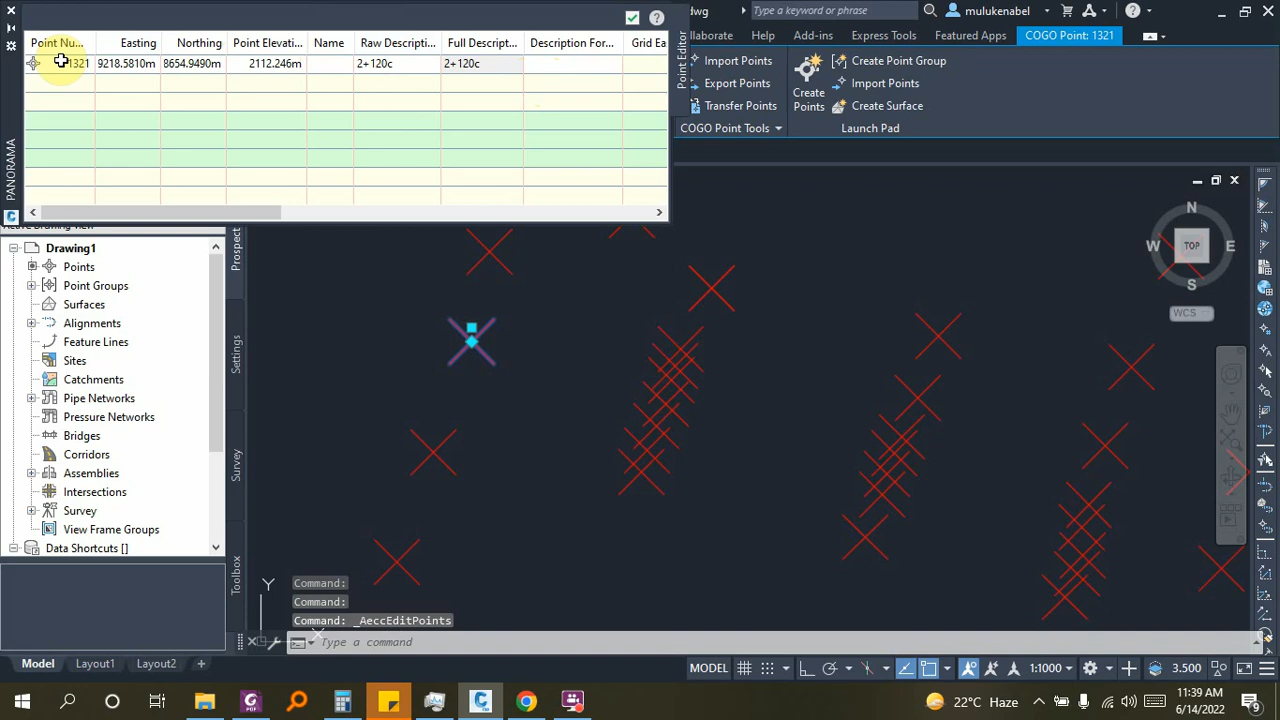 dwg
Type a keyword or phrase
mulukenabel
Collaborate
Help
Add-ins
Express Tools
Featured Apps
COGO Point: 1321
Point Nu...
Easting
Northing
Point Elevati...
Name
Raw Descripti...
Full Descript...
Description For...
Grid Ea
1321
9218.5810m
8654.9490m
2112.246m
2+120c
2+120c
PANORAMA
Point Editor
Import Points
Export Points
Transfer Points
COGO Point Tools
Create
Points
Create Point Group
Import Points
Create Surface
Launch Pad
Drawing1
Points
Point Groups
Surfaces
Alignments
Feature Lines
Sites
Catchments
Pipe Networks
Pressure Networks
Bridges
Corridors
Assemblies
Intersections
Survey
View Frame Groups
Data Shortcuts []
Prospect
Settings
Survey
Toolbox
N
W
TOP
E
S
WCS
Y
X
Command:
Command:
Command: _AeccEditPoints
Type a command
Model
Layout1
Layout2
+
MODEL
1:1000
3.500
22°C Haze
11:39 AM
6/14/2022
9